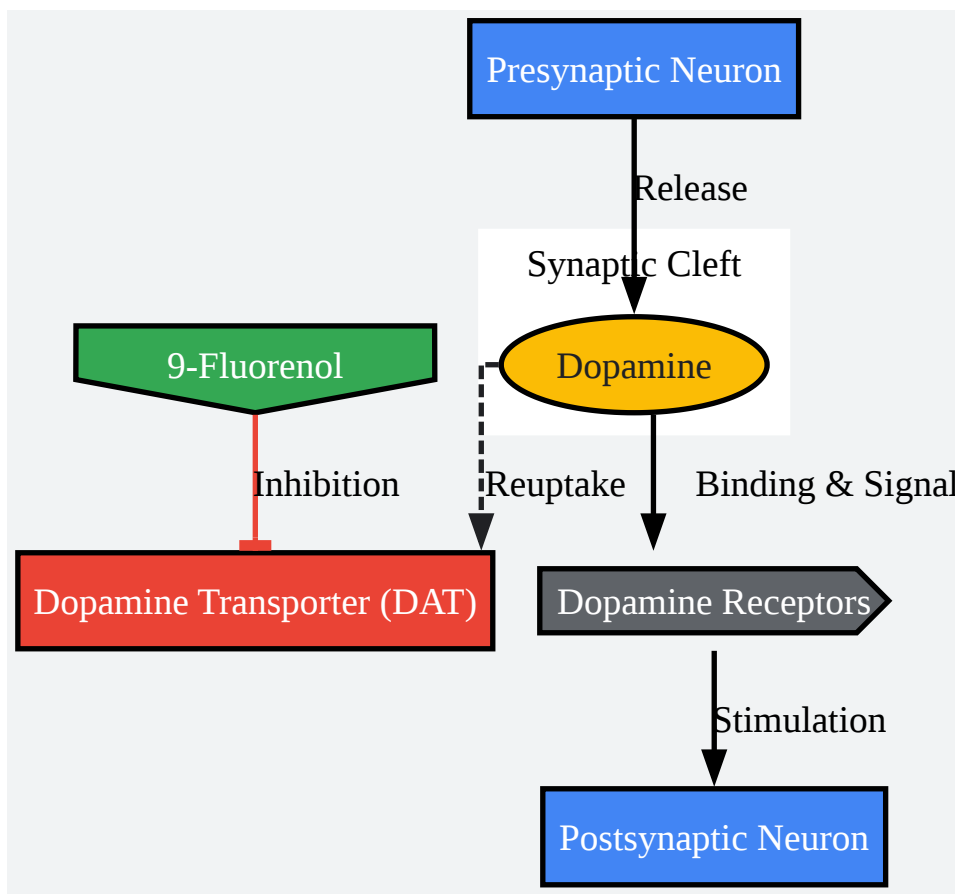 Presynaptic Neuron
Release
Synaptic Cleft
9-Fluorenol
Dopamine
Inhibition
Reuptake
Binding & Signal
Dopamine Transporter (DAT)
Dopamine Receptors
Stimulation
Postsynaptic Neuron